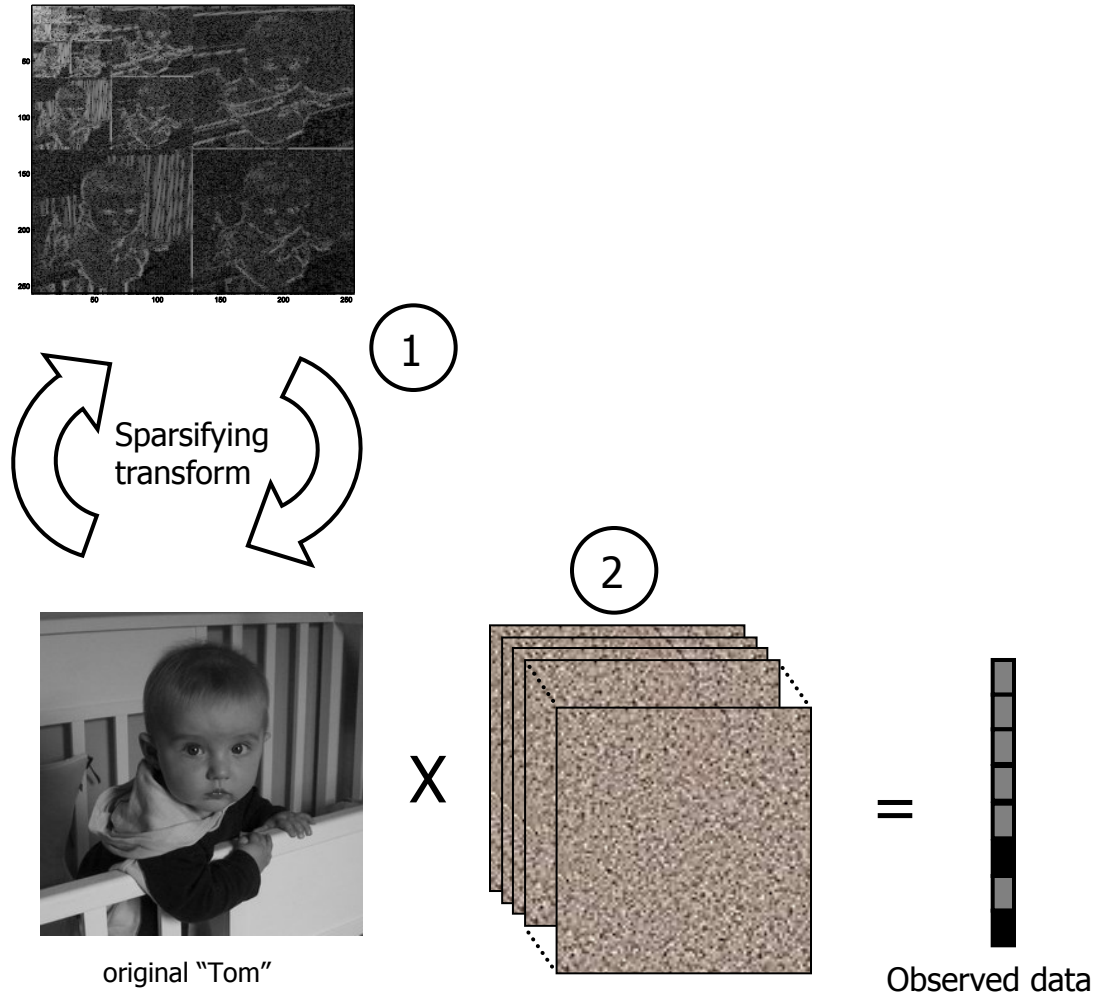 50
100
150
200
250
50 100 150 200 250
1
Sparsifying
transform
2
X
=
original “Tom”
Observed data